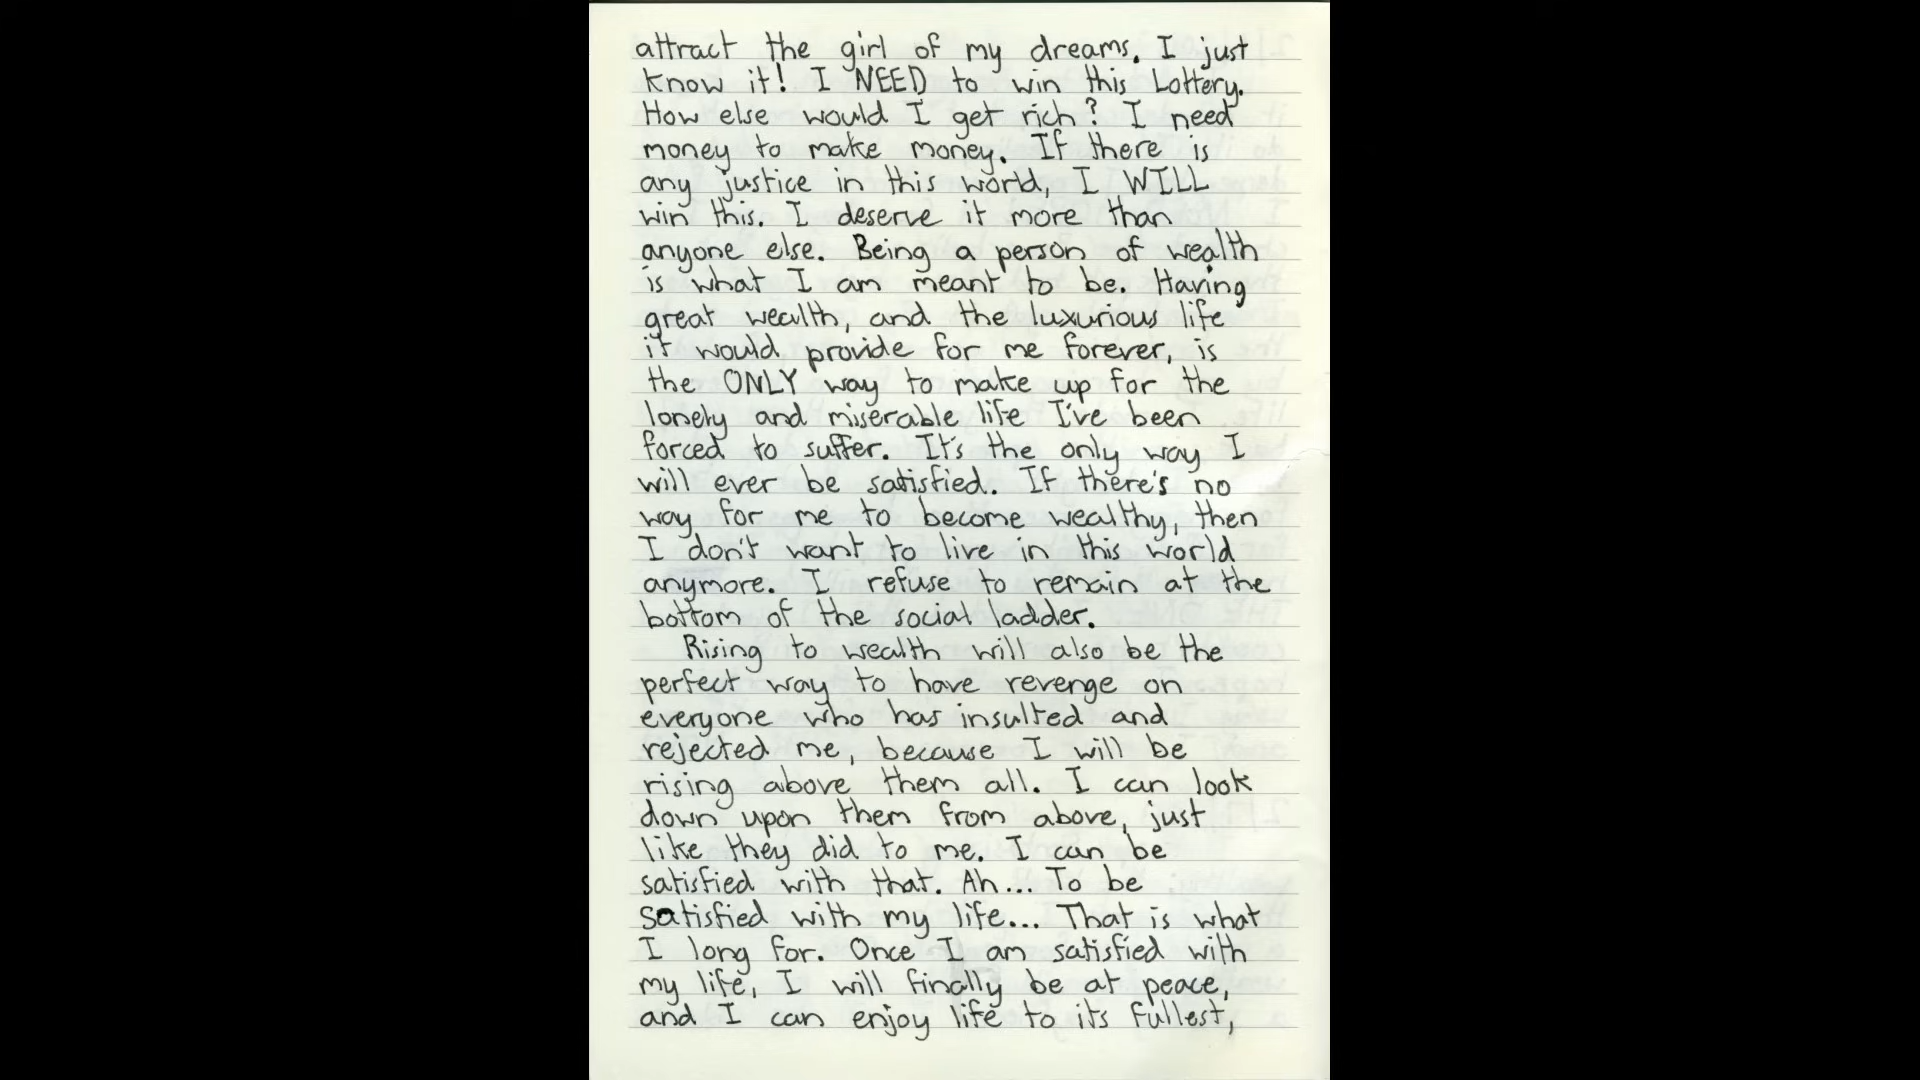 attract the girl of my dreams. I just
know it! I NEED to win this Lottery.
How else would I get rich? I need
money to make money. If there is
any justice in this world, I WILL
win this. I deserve it more than
anyone else. Being a person of wealth
is what I am meant to be. Having
great wealth, and the luxurious life
it would provide for me forever, is
the ONLY way to make up for the
lonely and miserable life I've been
forced to suffer. It's the only way I
will ever be satisfied. If there's no
way for me to become wealthy, then
I don't want to live in this world
anymore. I refuse to remain at the
bottom of the social ladder.
Rising to wealth will also be the
perfect way to have revenge on
everyone who has insulted and
rejected me, because I will be
rising above them all. I can look
down upon them from above, just
like they did to me. I can be
satisfied with that. Ah... To be
satisfied with my life... That is what
I long for. Once I am satisfied with
my life, I will finally be at peace,
and I can enjoy life to its fullest,